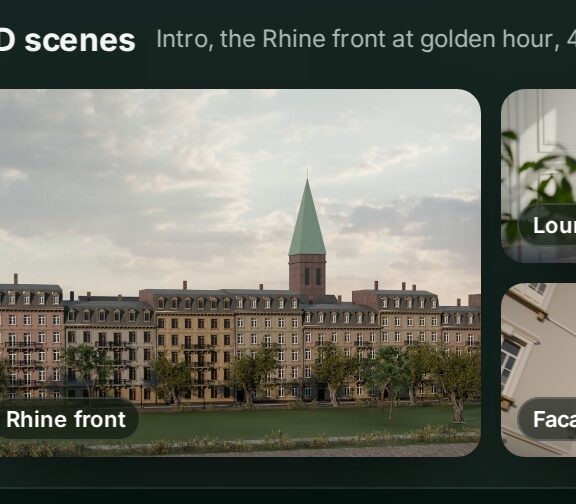 D scenes
Intro, the Rhine front at golden hour, 4
Rhine front
Lour
Faca